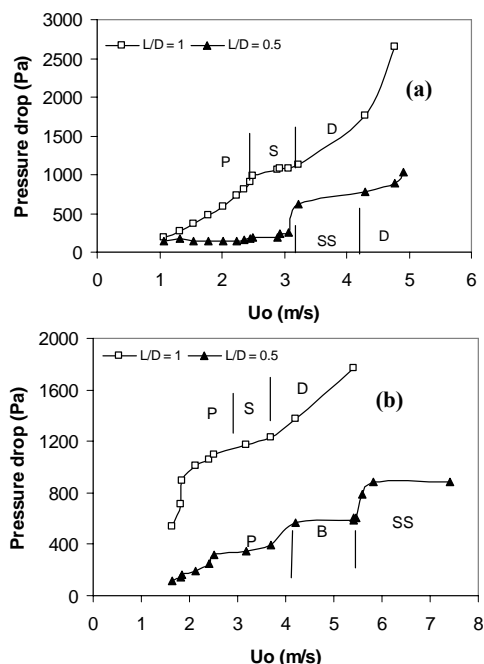 3000
L/D = 1 L/D = 0.5
2500
2000
1500
1000
500
0
Pressure drop (Pa)
(a)
P S D
SS D
0 1 2 3 4 5 6
Uo (m/s)
2000
L/D = 1 L/D = 0.5
1600
1200
800
400
0
Pressure drop (Pa)
(b)
P S D
P B SS
0 1 2 3 4 5 6 7 8
Uo (m/s)